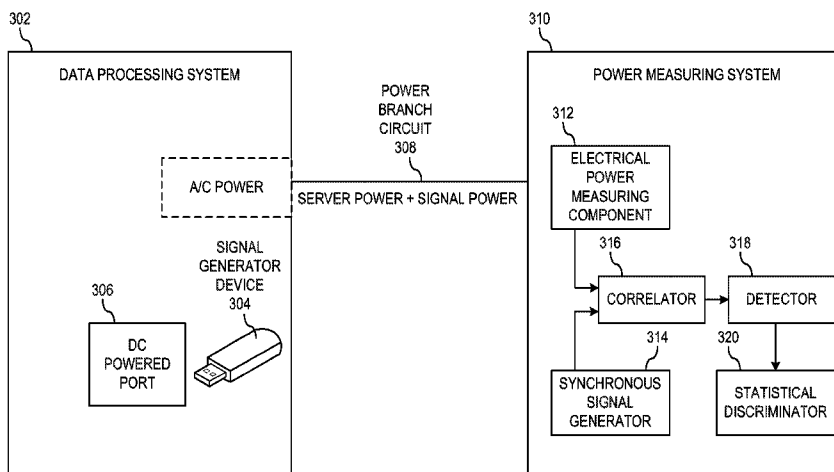 302
DATA PROCESSING SYSTEM
A/C POWER
306
DC
POWERED
PORT
SIGNAL
GENERATOR
DEVICE
304
POWER
BRANCH
CIRCUIT
308
SERVER POWER + SIGNAL POWER
310
POWER MEASURING SYSTEM
312
ELECTRICAL
POWER
MEASURING
COMPONENT
316
CORRELATOR
318
DETECTOR
314
SYNCHRONOUS
SIGNAL
GENERATOR
320
STATISTICAL
DISCRIMINATOR